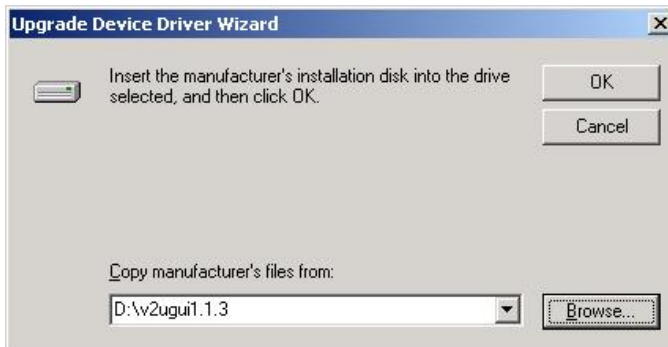 Upgrade Device Driver Wizard
Insert the manufacturer's installation disk into the drive
selected, and then click OK.
OK
Cancel
Copy manufacturer's files from:
D:\v2ugui1.1.3
Browse...